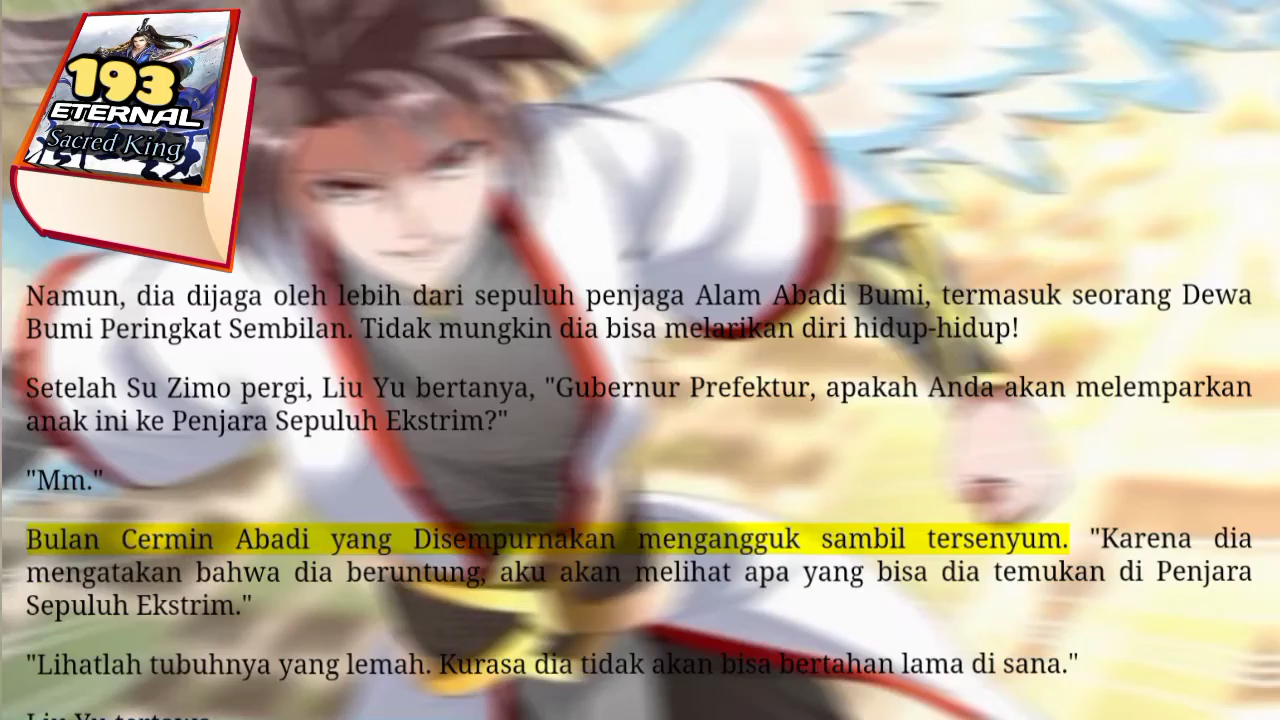 193
ETERNAL
Sacred King
Namun, dia dijaga oleh lebih dari sepuluh penjaga Alam Abadi Bumi, termasuk seorang Dewa
Bumi Peringkat Sembilan. Tidak mungkin dia bisa melarikan diri hidup-hidup!
Setelah Su Zimo pergi, Liu Yu bertanya, "Gubernur Prefektur, apakah Anda akan melemparkan
anak ini ke Penjara Sepuluh Ekstrim?"
"Mm."
Bulan Cermin Abadi yang Disempurnakan mengangguk sambil tersenyum. "Karena dia
mengatakan bahwa dia beruntung, aku akan melihat apa yang bisa dia temukan di Penjara
Sepuluh Ekstrim."
"Lihatlah tubuhnya yang lemah. Kurasa dia tidak akan bisa bertahan lama di sana."
Liu Yu tertawa.